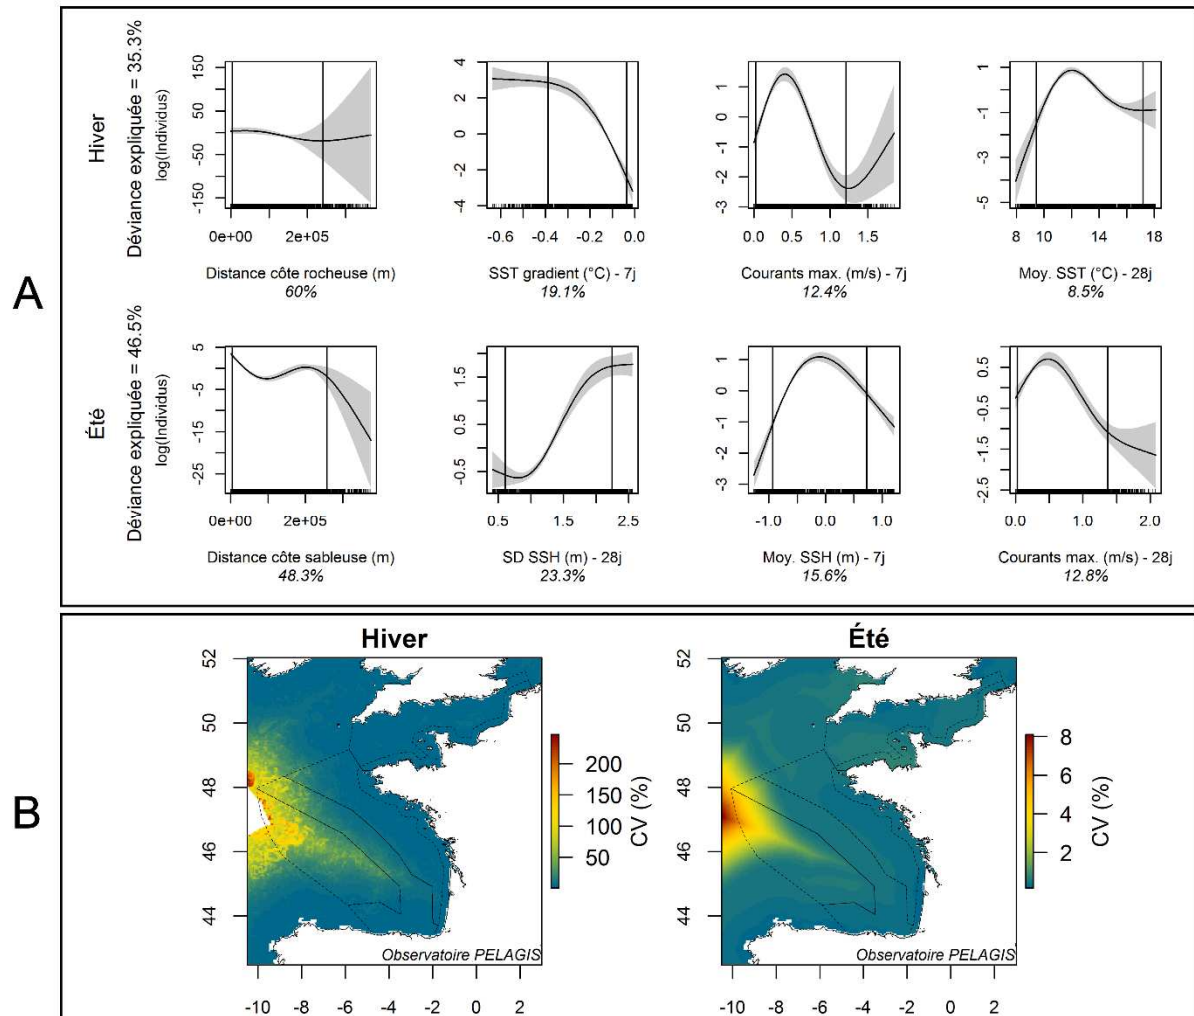 A
Hiver
Déviance expliquée = 35.3%
log(Individus)
150
50
0
-50
-150
0e+00 2e+05
Distance côte rocheuse (m)
60%
4
2
0
-2
-4
-0.6 -0.4 -0.2 0.0
SST gradient (°C) - 7j
19.1%
1
0
-1
-2
-3
0.0 0.5 1.0 1.5
Courants max. (m/s) - 7j
12.4%
1
-1
-2
-3
-5
8 10 12 14 16 18
Moy. SST (°C) - 28j
8.5%
Été
Déviance expliquée = 46.5%
log(Individus)
5
-5
-15
-25
0e+00 2e+05
Distance côte sableuse (m)
48.3%
1.5
0.5
-0.5
0.5 1.0 1.5 2.0 2.5
SD SSH (m) - 28j
23.3%
1
0
-1
-2
-3
-1.0 0.0 1.0
Moy. SSH (m) - 7j
15.6%
0.5
-0.5
-1.5
-2.5
0.0 1.0 2.0
Courants max. (m/s) - 28j
12.8%
B
Hiver
52
50
48
46
44
-10 -8 -6 -4 -2 0 2
Observatoire PELAGIS
200
150
100
50
CV (%)
Été
52
50
48
46
44
-10 -8 -6 -4 -2 0 2
Observatoire PELAGIS
8
6
4
2
CV (%)